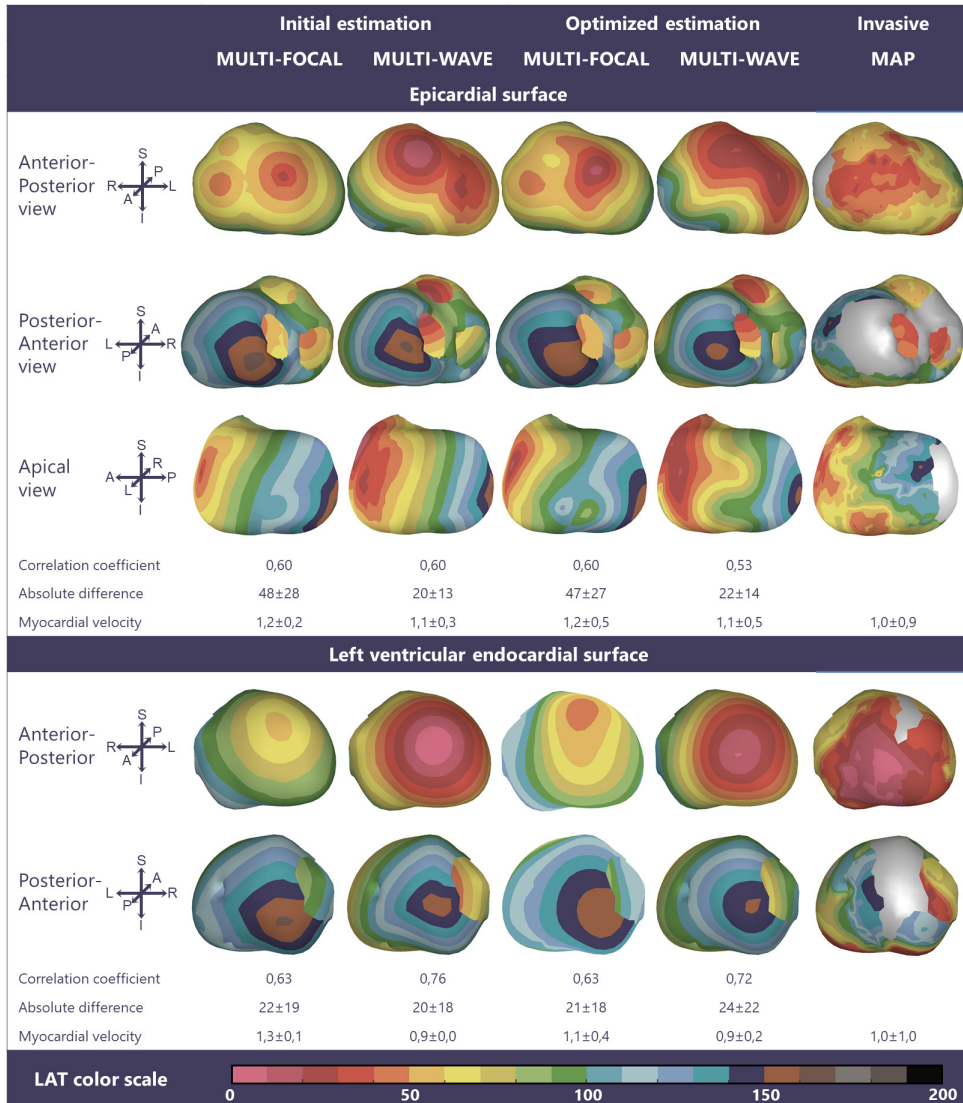 Initial estimation Optimized estimation Invasive
MULTI-FOCAL MULTI-WAVE MULTI-FOCAL MULTI-WAVE MAP
Epicardial surface
Anterior-
Posterior
view
S
P
R L
A
I
Posterior-
Anterior
view
S
A
L R
P
I
Apical
view
S
R
A P
L
I
Correlation coefficient 0,60 0,60 0,60 0,53
Absolute difference 48±28 20±13 47±27 22±14
Myocardial velocity 1,2±0,2 1,1±0,3 1,2±0,5 1,1±0,5 1,0±0,9
Left ventricular endocardial surface
Anterior-
Posterior
S
P
R L
A
I
Posterior-
Anterior
S
A
L R
P
I
Correlation coefficient 0,63 0,76 0,63 0,72
Absolute difference 22±19 20±18 21±18 24±22
Myocardial velocity 1,3±0,1 0,9±0,0 1,1±0,4 0,9±0,2 1,0±1,0
LAT color scale
0 50 100 150 200